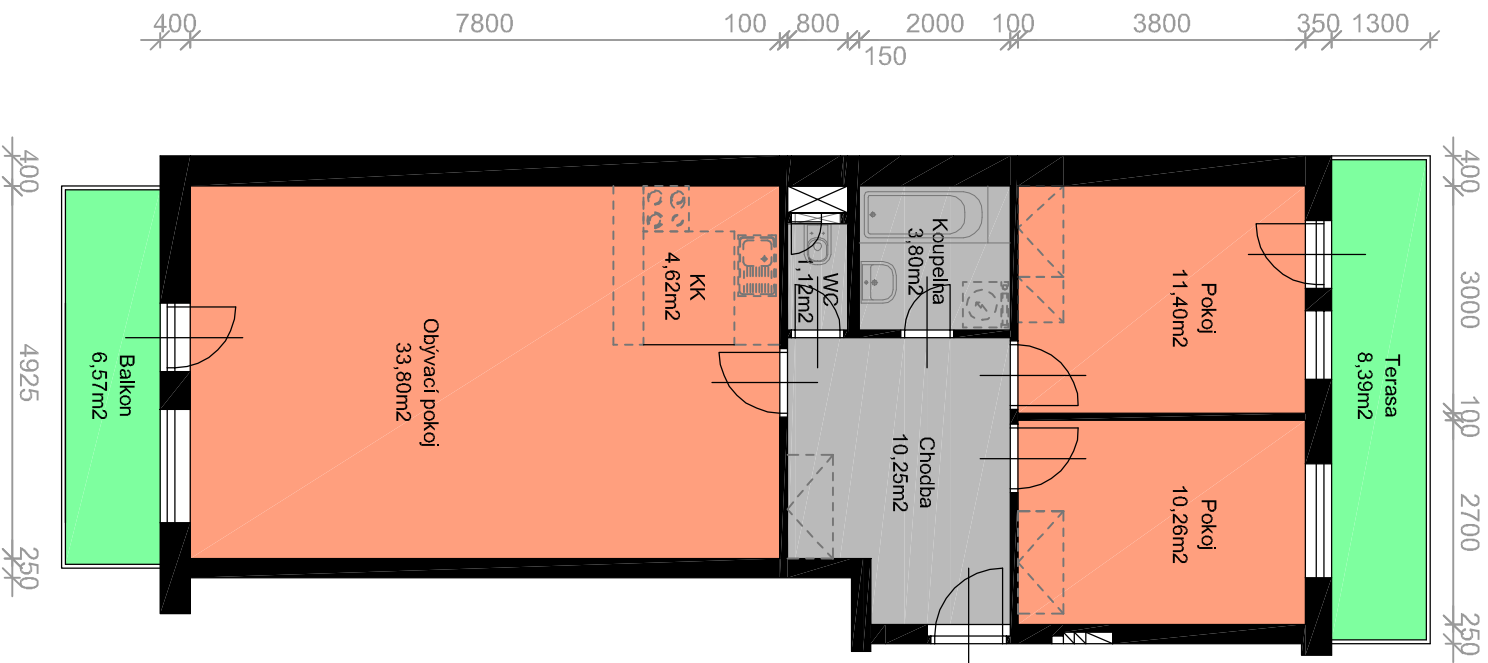 400 7800 100 800 2000 100 3800 350 1300
150
400
4925
250
400
3000
100
2700
250
Balkon
6,57m2
Obývací pokoj
33,80m2
KK
4,62m2
WC
1,12m2
Koupelna
3,80m2
Chodba
10,25m2
Pokoj
11,40m2
Pokoj
10,26m2
Terasa
8,39m2